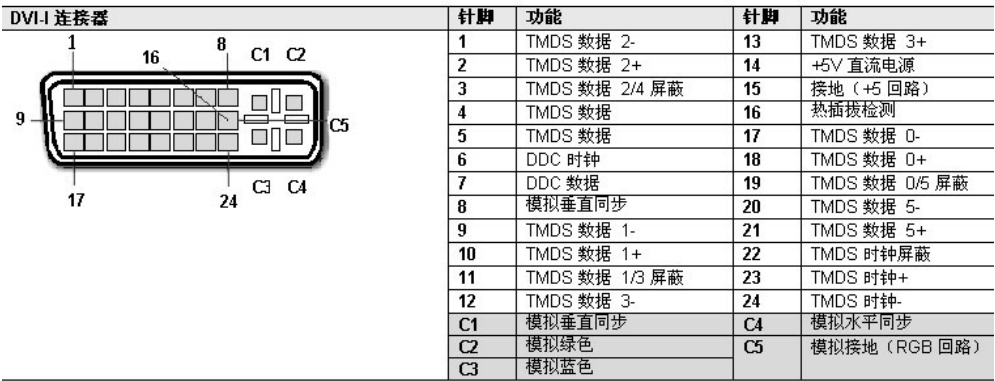 DVI-I 连接器 针脚 功能 针脚 功能
1 TMDS 数据 2- 13 TMDS 数据 3+
2 TMDS 数据 2+ 14 +5V 直流电源
3 TMDS 数据 2/4 屏蔽 15 接地（+5 回路）
4 TMDS 数据 16 热插拨检测
5 TMDS 数据 17 TMDS 数据 0-
6 DDC 时钟 18 TMDS 数据 0+
7 DDC 数据 19 TMDS 数据 0/5 屏蔽
8 模拟垂直同步 20 TMDS 数据 5-
9 TMDS 数据 1- 21 TMDS 数据 5+
10 TMDS 数据 1+ 22 TMDS 时钟屏蔽
11 TMDS 数据 1/3 屏蔽 23 TMDS 时钟+
12 TMDS 数据 3- 24 TMDS 时钟-
C1 模拟垂直同步 C4 模拟水平同步
C2 模拟绿色 C5 模拟接地（RGB 回路）
C3 模拟蓝色
1 16 8 C1 C2
9 C5
17 24 C3 C4